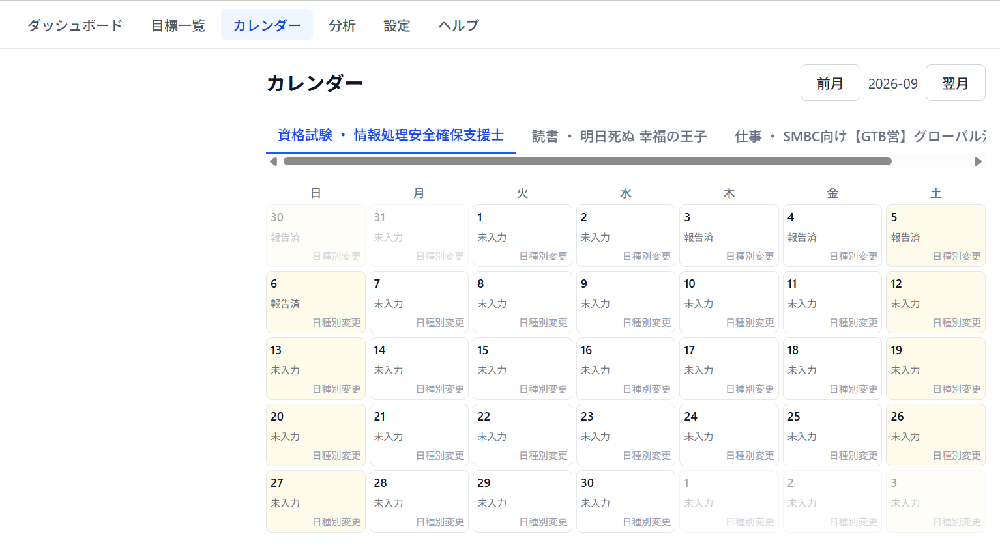 ダッシュボード 目標一覧 カレンダー 分析 設定 ヘルプ
カレンダー 前月 2026-09 翌月
資格試験 ・ 情報処理安全確保支援士 読書 ・ 明日死ぬ 幸福の王子 仕事 ・ SMBC向け【GTB営】グローバル
日 月 火 水 木 金 土
30 31 1 2 3 4 5
報告済 未入力 未入力 未入力 報告済 報告済 報告済
日種別変更 日種別変更 日種別変更 日種別変更 日種別変更 日種別変更 日種別変更
6 7 8 9 10 11 12
報告済 未入力 未入力 未入力 未入力 未入力 未入力
日種別変更 日種別変更 日種別変更 日種別変更 日種別変更 日種別変更 日種別変更
13 14 15 16 17 18 19
未入力 未入力 未入力 未入力 未入力 未入力 未入力
日種別変更 日種別変更 日種別変更 日種別変更 日種別変更 日種別変更 日種別変更
20 21 22 23 24 25 26
未入力 未入力 未入力 未入力 未入力 未入力 未入力
日種別変更 日種別変更 日種別変更 日種別変更 日種別変更 日種別変更 日種別変更
27 28 29 30 1 2 3
未入力 未入力 未入力 未入力 未入力 未入力 未入力
日種別変更 日種別変更 日種別変更 日種別変更 日種別変更 日種別変更 日種別変更